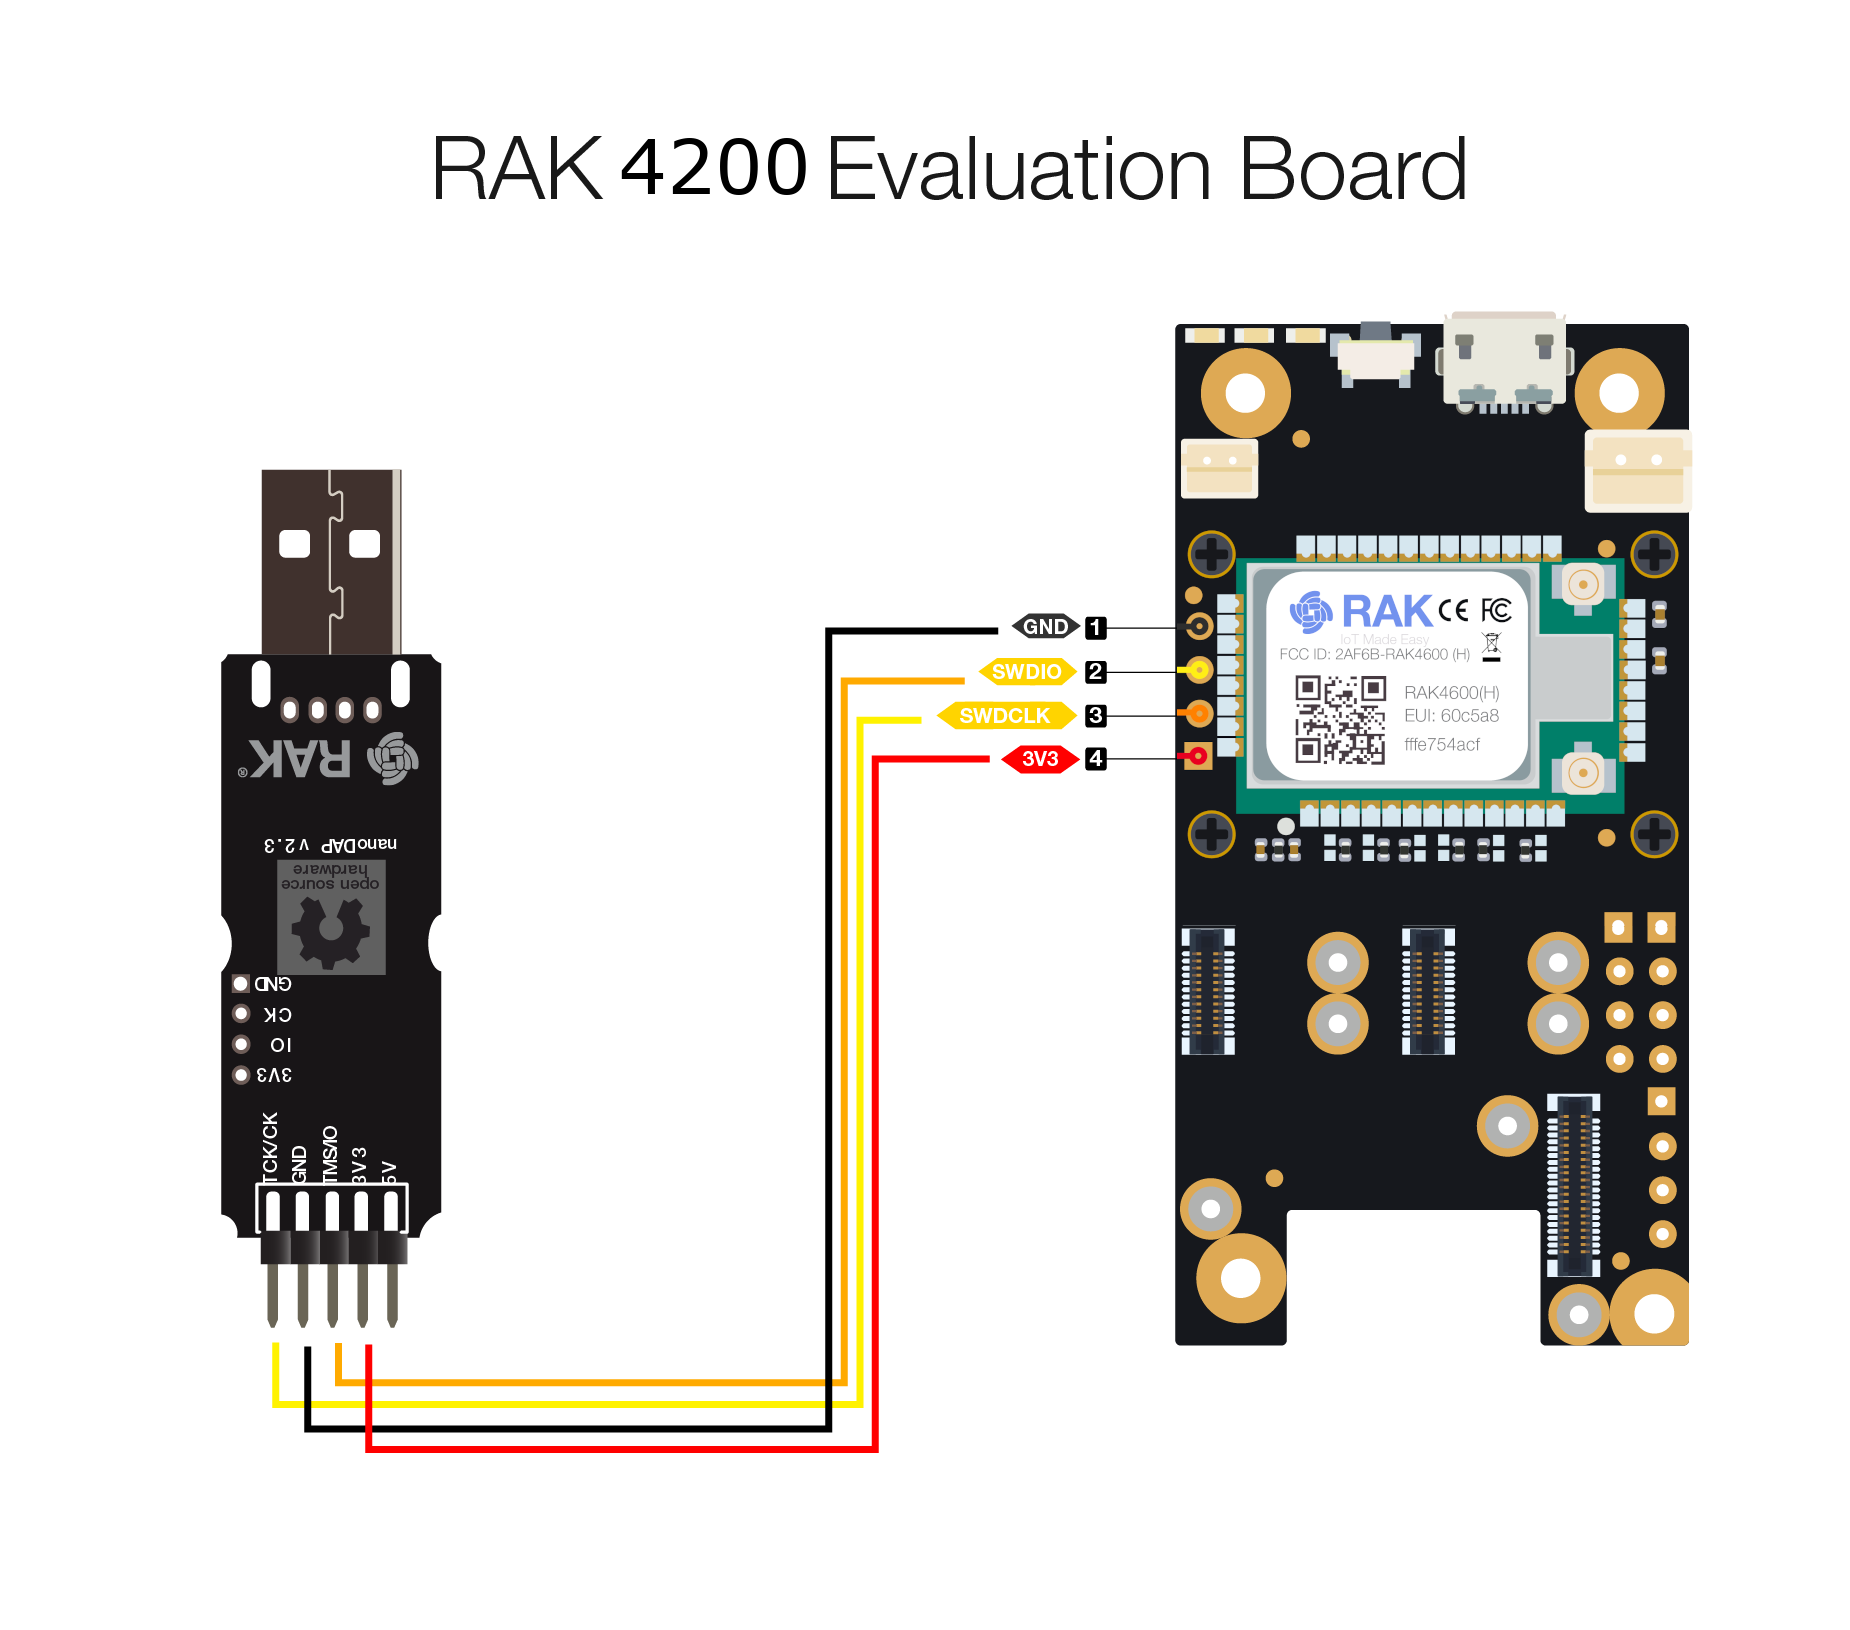 RAK 4200 Evaluation Board
GND 1
SWDIO 2
SWDCLK 3
3V3 4
RAK CE FC
IoT Made Easy
FCC ID: 2AF6B-RAK4600 (H)
RAK4600(H)
EUI: 60c5a8
fffe754acf
RAK®
nanoDAP v2.3
open source
hardware
GND
CK
IO
3V3
TCK/CK
GND
TMS/IO
3V3
5V